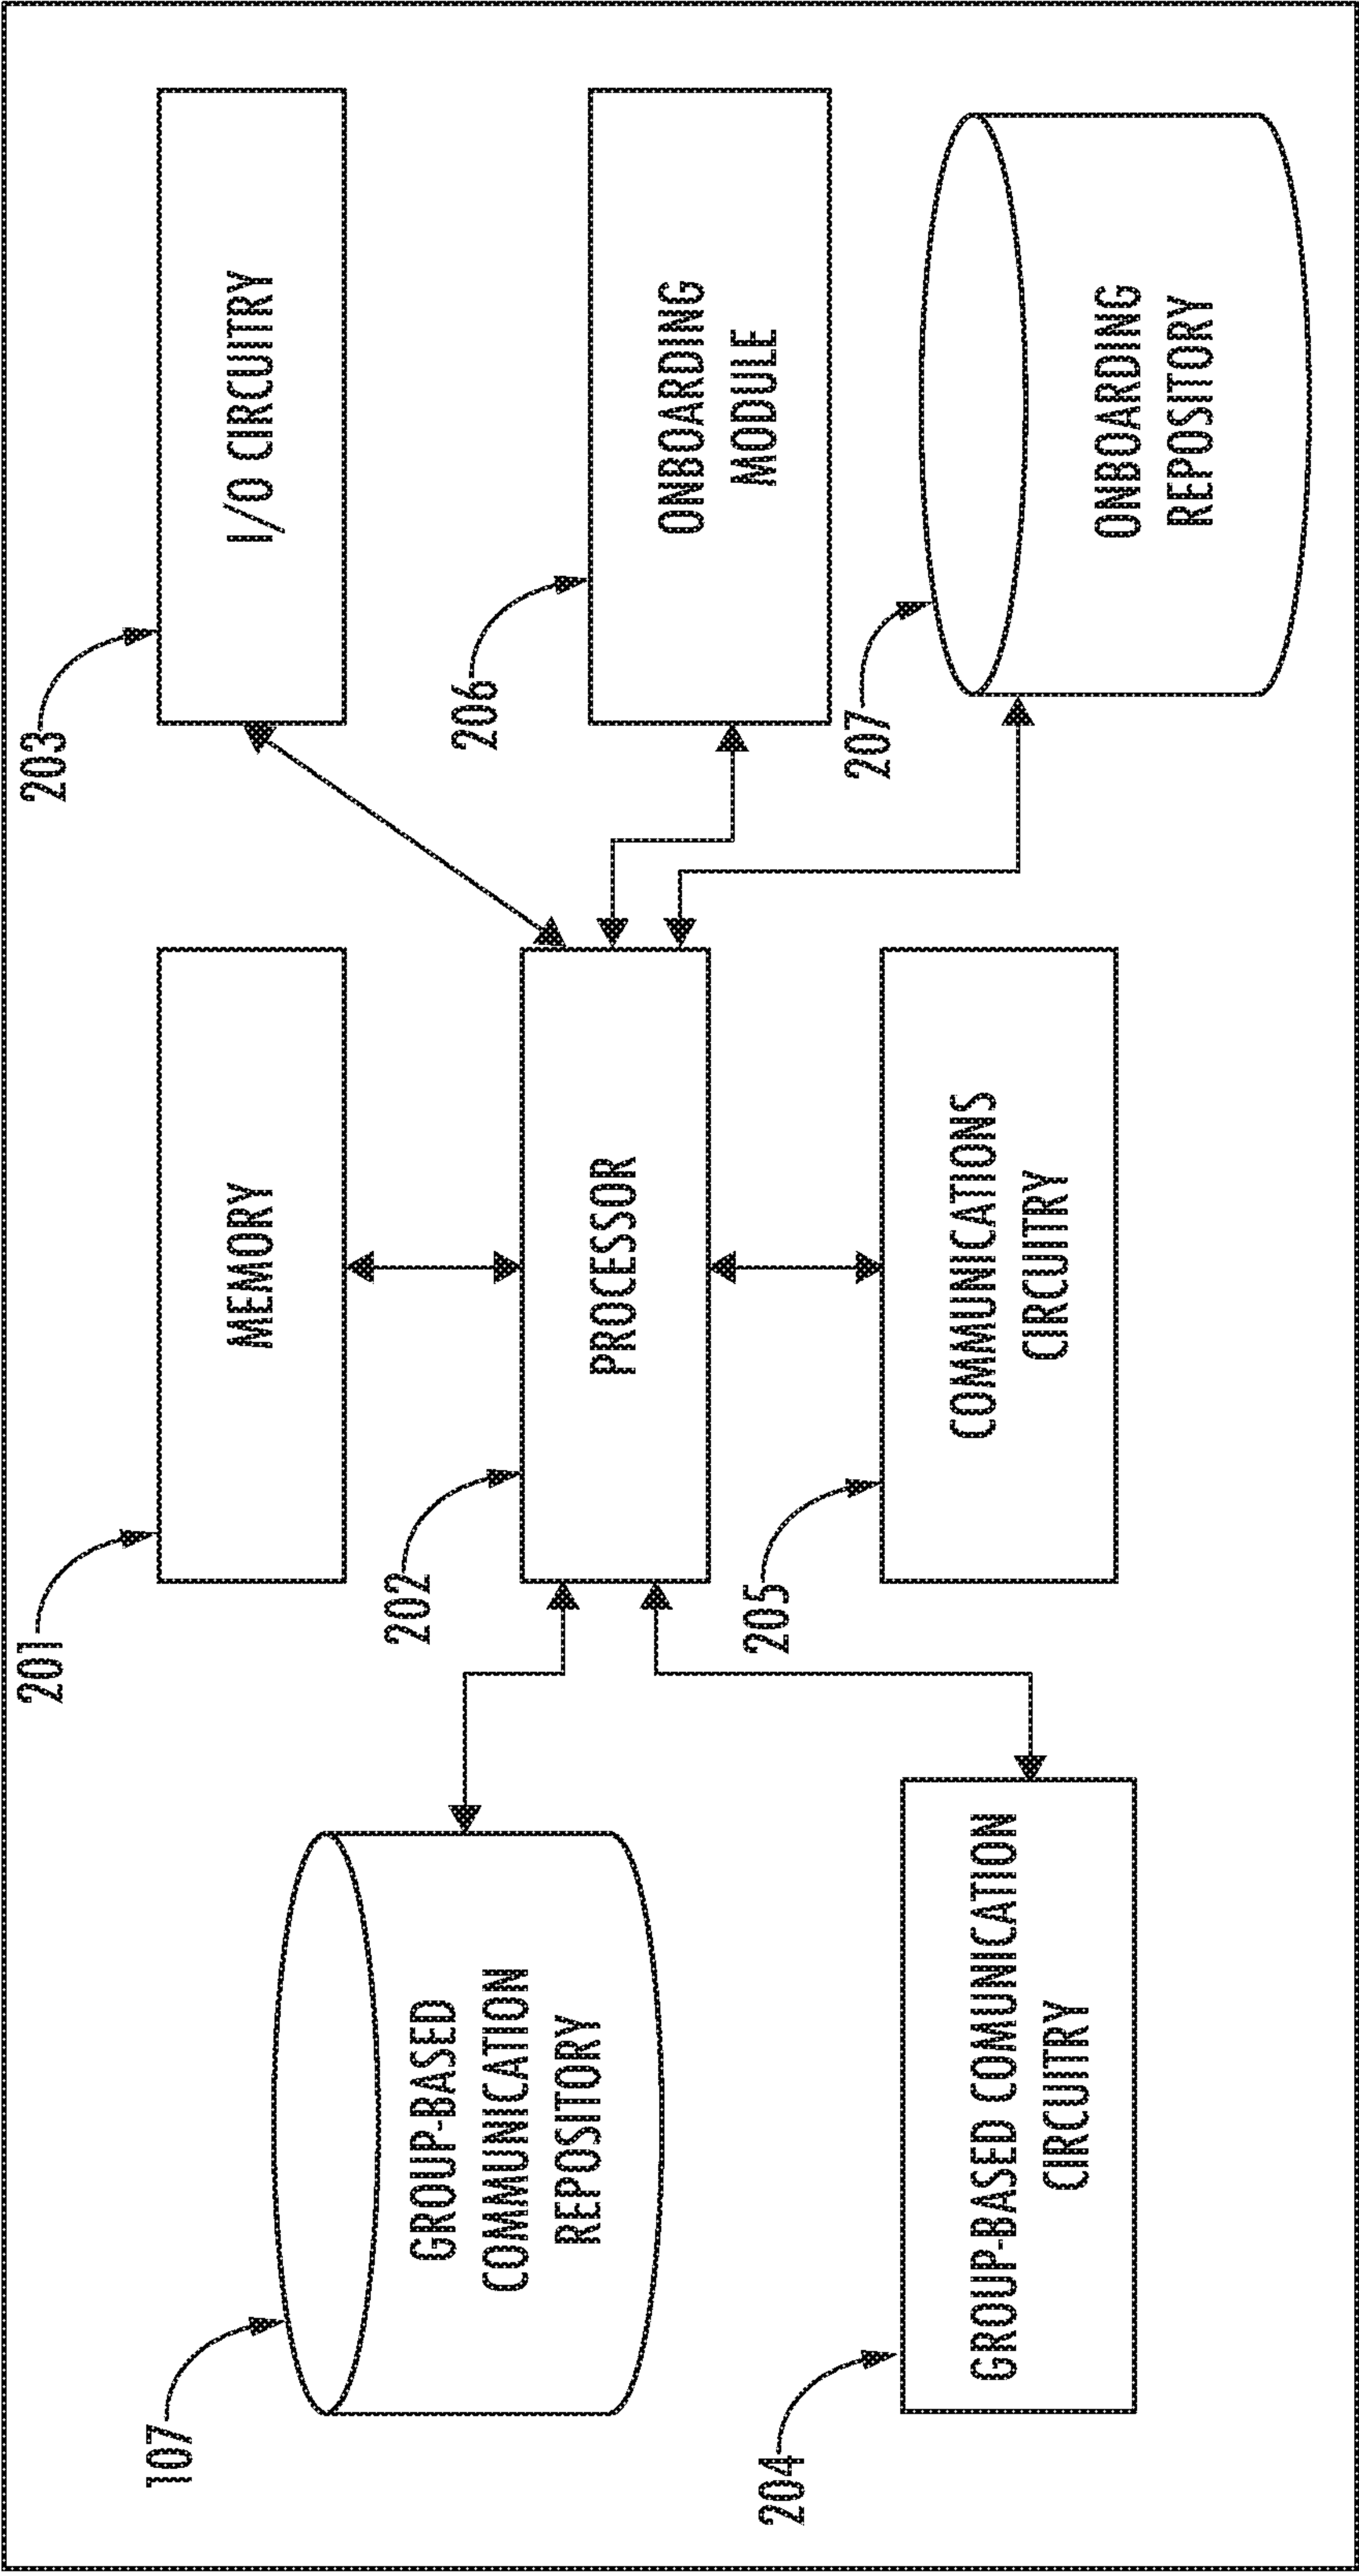 201
MEMORY
203
I/O CIRCUITRY
107
GROUP-BASED
COMMUNICATION
REPOSITORY
202
PROCESSOR
206
ONBOARDING
MODULE
204
GROUP-BASED COMUNICATION
CIRCUITRY
205
COMMUNICATIONS
CIRCUITRY
207
ONBOARDING
REPOSITORY